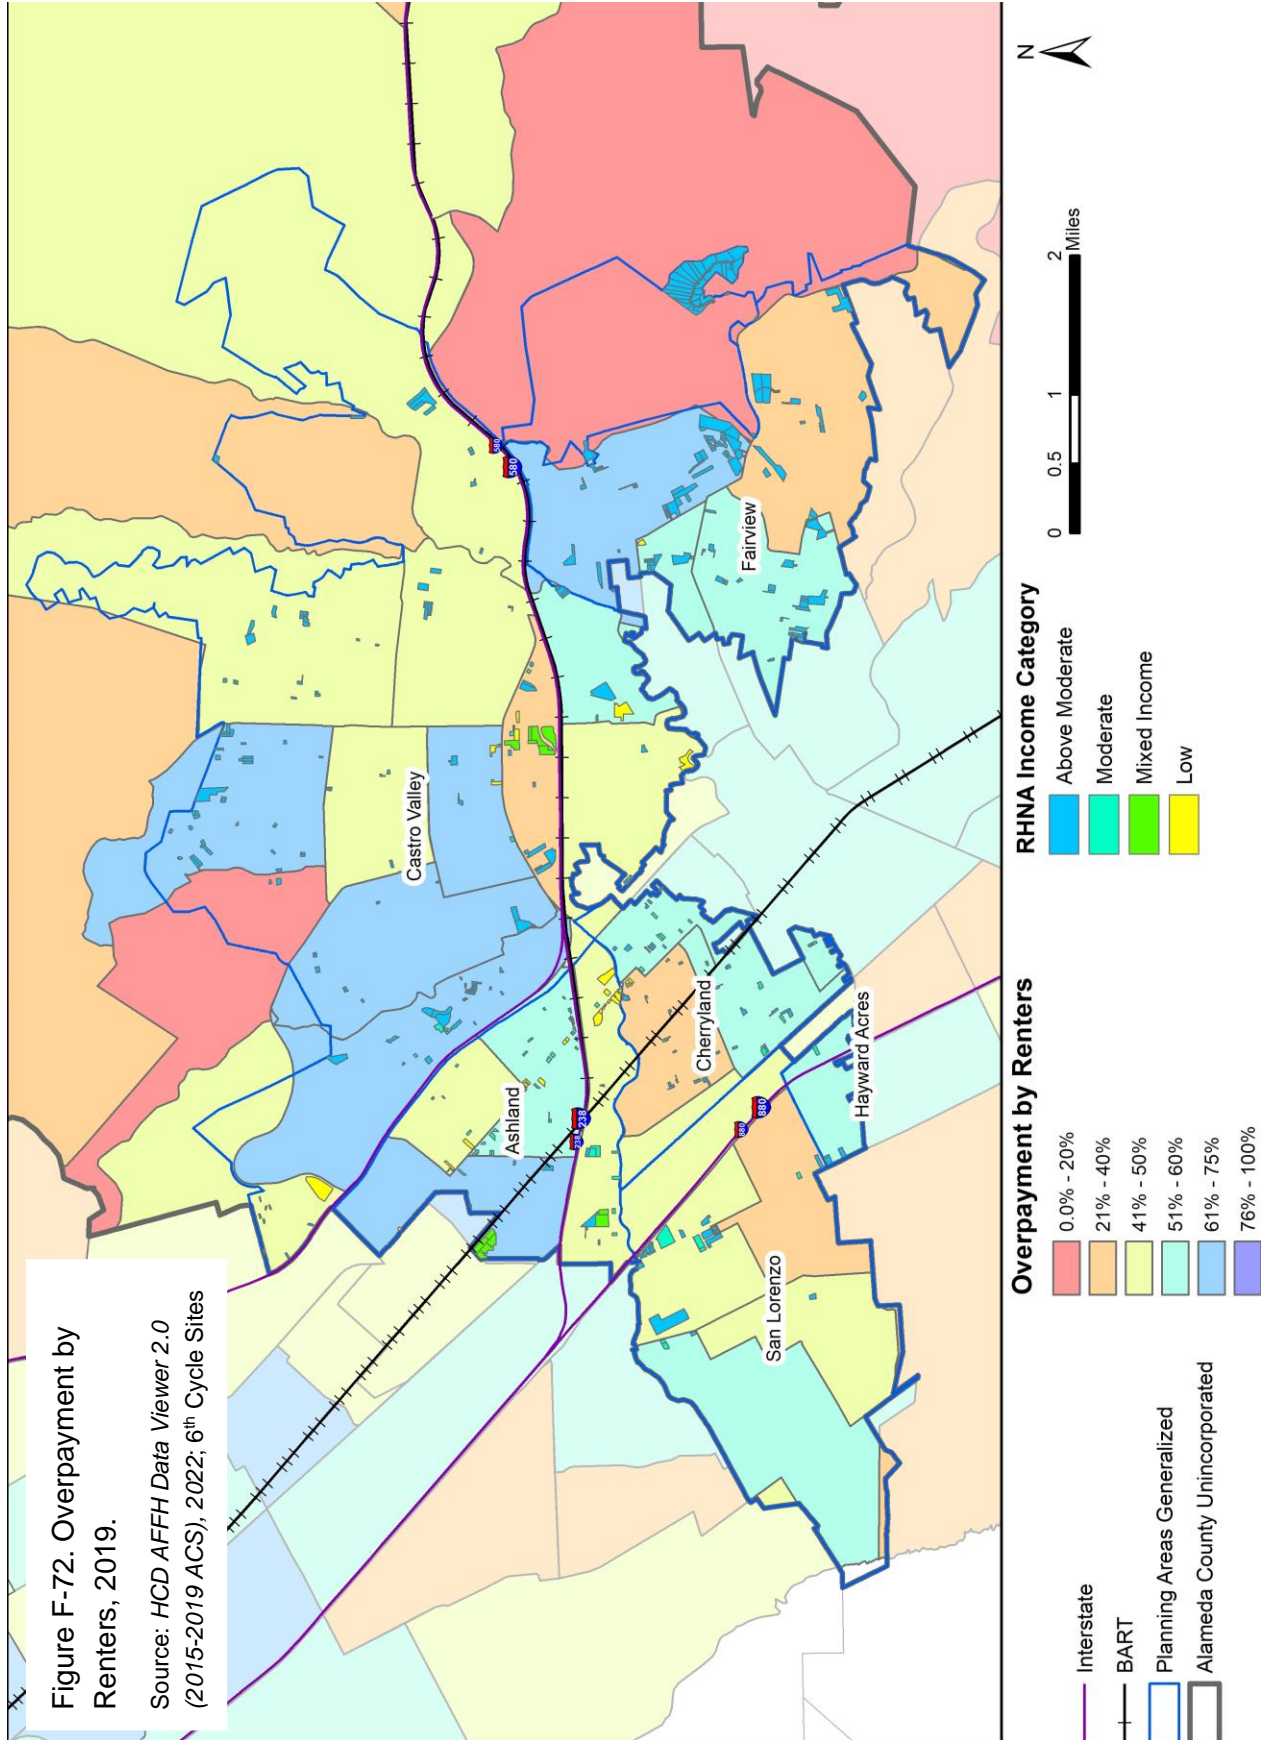 Figure F-72. Overpayment by
Renters, 2019.
Source: HCD AFFH Data Viewer 2.0
(2015-2019 ACS), 2022; 6th Cycle Sites
Castro Valley
Ashland
Cherryland
Hayward Acres
San Lorenzo
Fairview
580
580
238
238
880
880
Interstate
BART
Planning Areas Generalized
Alameda County Unincorporated
Overpayment by Renters
0.0% - 20%
21% - 40%
41% - 50%
51% - 60%
61% - 75%
76% - 100%
RHNA Income Category
Above Moderate
Moderate
Mixed Income
Low
0 0.5 1 2
Miles
N